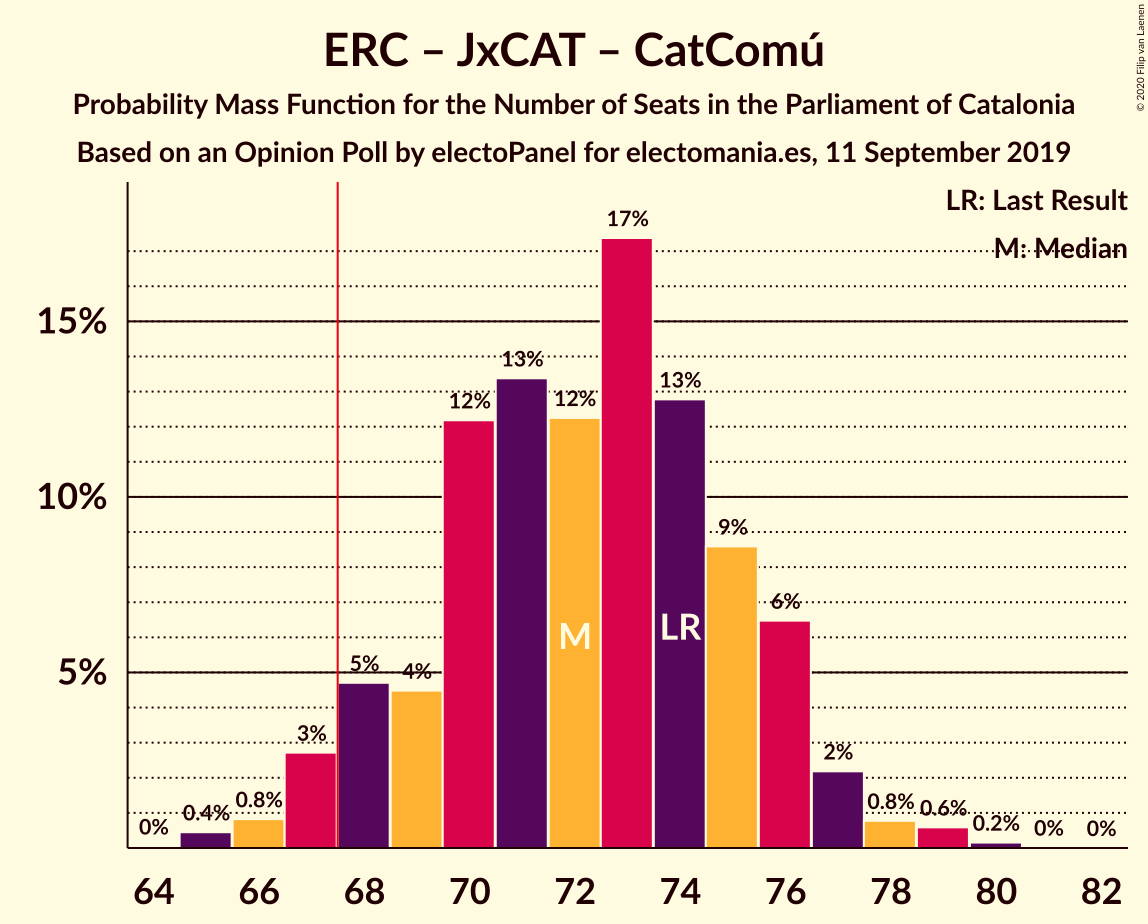 ERC – JxCAT – CatComú
Probability Mass Function for the Number of Seats in the Parliament of Catalonia
Based on an Opinion Poll by electoPanel for electomania.es, 11 September 2019
© 2020 Filip van Laenen
LR: Last Result
M: Median
15%
10%
5%
0%
0.4%
0.8%
3%
5%
4%
12%
13%
12%
17%
13%
9%
6%
2%
0.8%
0.6%
0.2%
0%
0%
M
LR
64 66 68 70 72 74 76 78 80 82